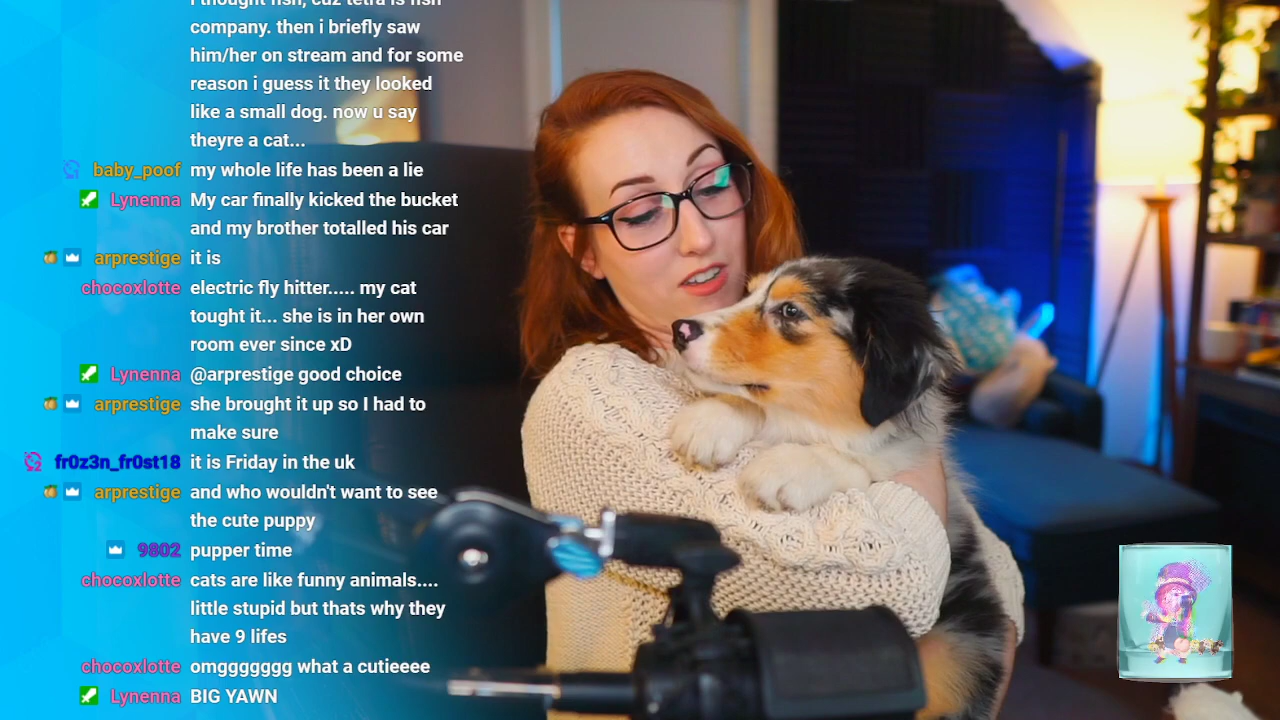 I thought fish, cuz tetra is fish
company. then i briefly saw
him/her on stream and for some
reason i guess it they looked
like a small dog. now u say
theyre a cat...
baby_poof my whole life has been a lie
Lynenna My car finally kicked the bucket
and my brother totalled his car
arprestige it is
chocoxlotte electric fly hitter..... my cat
tought it... she is in her own
room ever since xD
Lynenna @arprestige good choice
arprestige she brought it up so I had to
make sure
fr0z3n_fr0st18 it is Friday in the uk
arprestige and who wouldn't want to see
the cute puppy
9802 pupper time
chocoxlotte cats are like funny animals....
little stupid but thats why they
have 9 lifes
chocoxlotte omggggggg what a cutieeee
Lynenna BIG YAWN